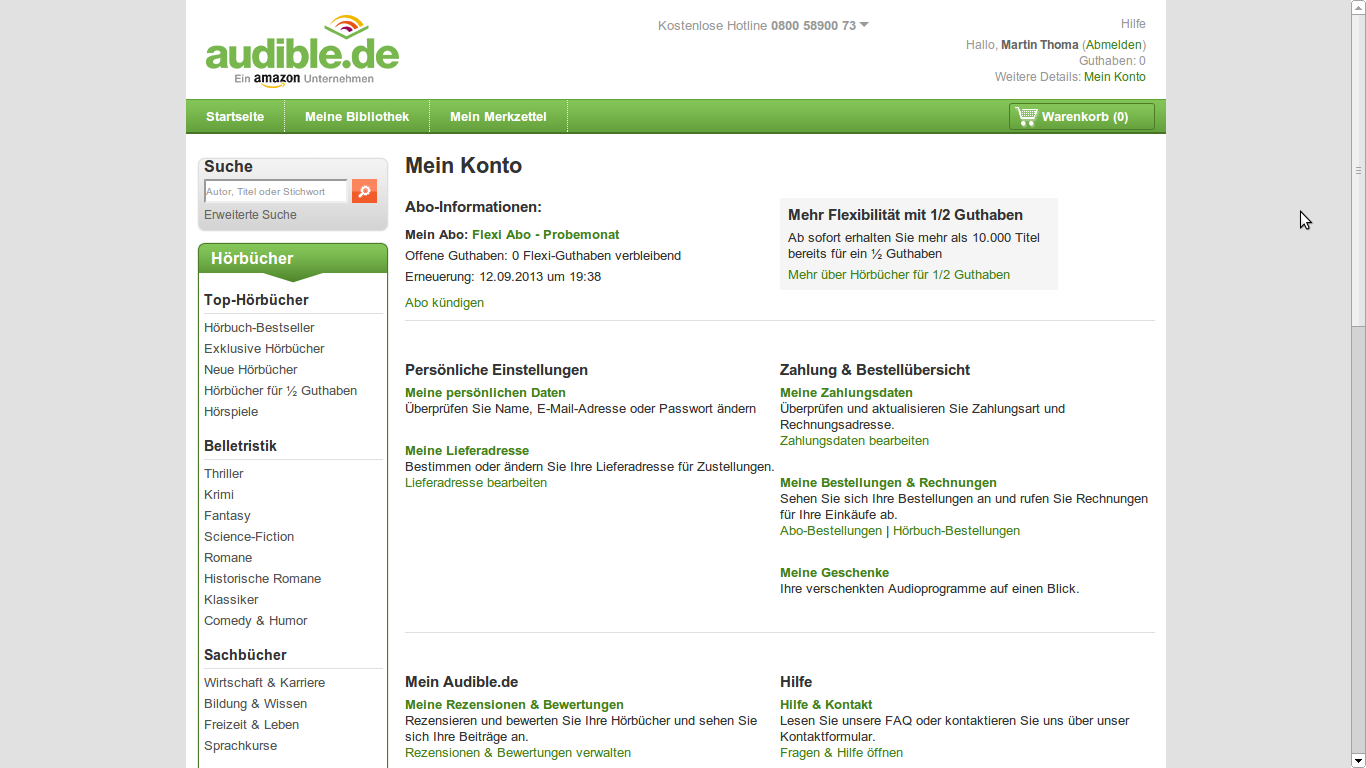 audible.de
Ein amazon Unternehmen
Kostenlose Hotline 0800 58900 73
Hilfe
Hallo, Martin Thoma (Abmelden)
Guthaben: 0
Weitere Details: Mein Konto
Startseite
Meine Bibliothek
Mein Merkzettel
Warenkorb (0)
Suche
Autor, Titel oder Stichwort
Erweiterte Suche
Hörbücher
Top-Hörbücher
Hörbuch-Bestseller
Exklusive Hörbücher
Neue Hörbücher
Hörbücher für ½ Guthaben
Hörspiele
Belletristik
Thriller
Krimi
Fantasy
Science-Fiction
Romane
Historische Romane
Klassiker
Comedy & Humor
Sachbücher
Wirtschaft & Karriere
Bildung & Wissen
Freizeit & Leben
Sprachkurse
Mein Konto
Abo-Informationen:
Mein Abo: Flexi Abo - Probemonat
Offene Guthaben: 0 Flexi-Guthaben verbleibend
Erneuerung: 12.09.2013 um 19:38
Abo kündigen
Mehr Flexibilität mit 1/2 Guthaben
Ab sofort erhalten Sie mehr als 10.000 Titel
bereits für ein ½ Guthaben
Mehr über Hörbücher für 1/2 Guthaben
Persönliche Einstellungen
Meine persönlichen Daten
Überprüfen Sie Name, E-Mail-Adresse oder Passwort ändern
Meine Lieferadresse
Bestimmen oder ändern Sie Ihre Lieferadresse für Zustellungen.
Lieferadresse bearbeiten
Zahlung & Bestellübersicht
Meine Zahlungsdaten
Überprüfen und aktualisieren Sie Zahlungsart und
Rechnungsadresse.
Zahlungsdaten bearbeiten
Meine Bestellungen & Rechnungen
Sehen Sie sich Ihre Bestellungen an und rufen Sie Rechnungen
für Ihre Einkäufe ab.
Abo-Bestellungen | Hörbuch-Bestellungen
Meine Geschenke
Ihre verschenkten Audioprogramme auf einen Blick.
Mein Audible.de
Meine Rezensionen & Bewertungen
Rezensieren und bewerten Sie Ihre Hörbücher und sehen Sie
sich Ihre Beiträge an.
Rezensionen & Bewertungen verwalten
Hilfe
Hilfe & Kontakt
Lesen Sie unsere FAQ oder kontaktieren Sie uns über unser
Kontaktformular.
Fragen & Hilfe öffnen